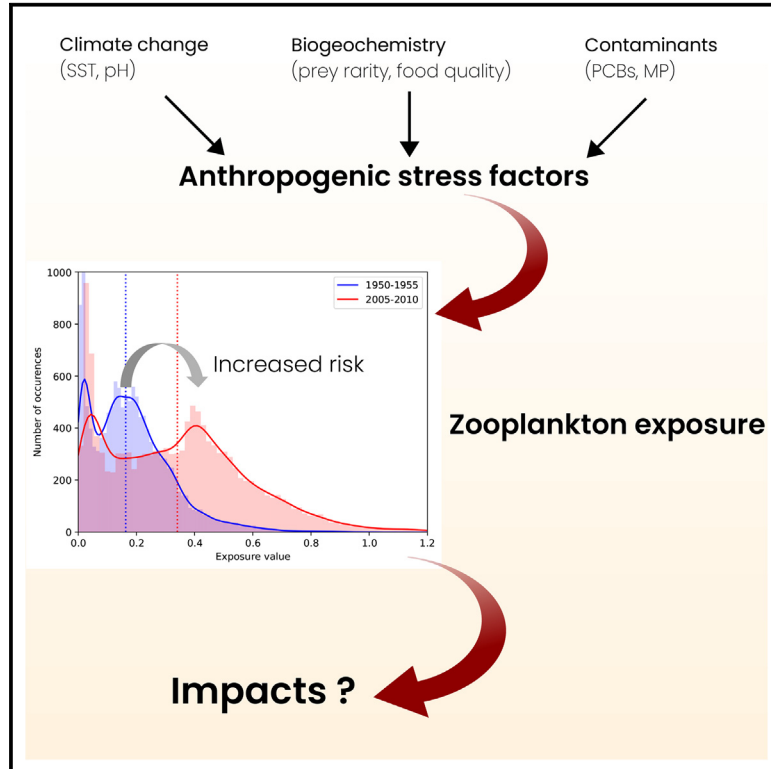 Climate change
(SST, pH)
Biogeochemistry
(prey rarity, food quality)
Contaminants
(PCBs, MP)
Anthropogenic stress factors
1000
800
600
400
200
0
Number of occurences
1950-1955
2005-2010
Increased risk
0.0 0.2 0.4 0.6 0.8 1.0 1.2
Exposure value
Zooplankton exposure
Impacts ?